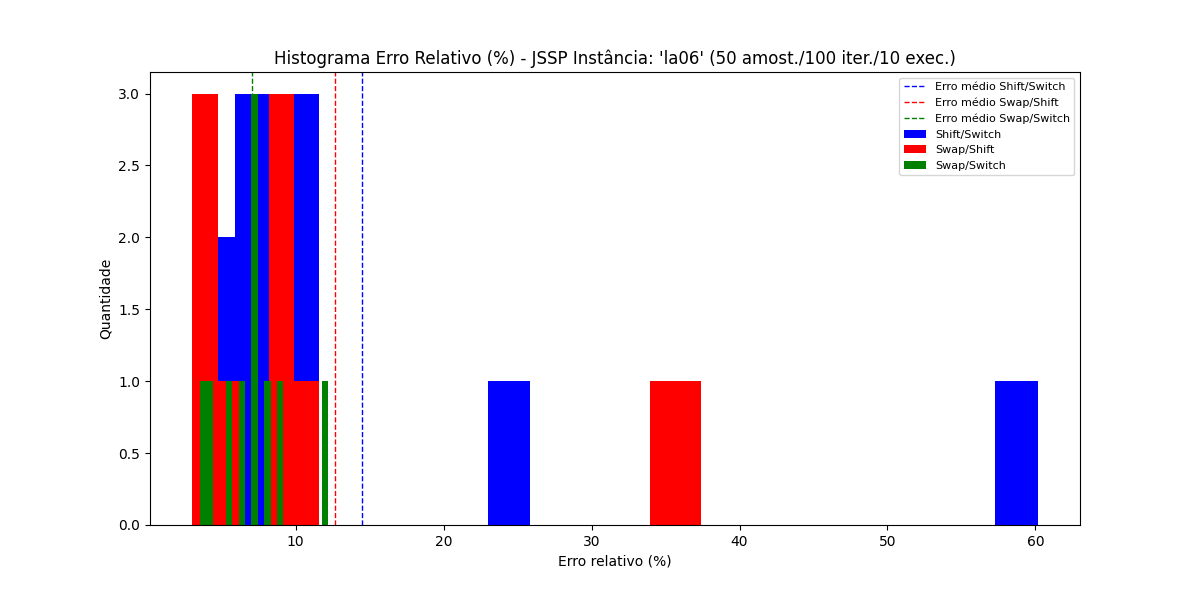 Histograma Erro Relativo (%) - JSSP Instância: 'la06' (50 amost./100 iter./10 exec.)
Erro médio Shift/Switch
Erro médio Swap/Shift
Erro médio Swap/Switch
Shift/Switch
Swap/Shift
Swap/Switch
3.0
2.5
2.0
1.5
1.0
0.5
0.0
Quantidade
10
20
30
40
50
60
Erro relativo (%)